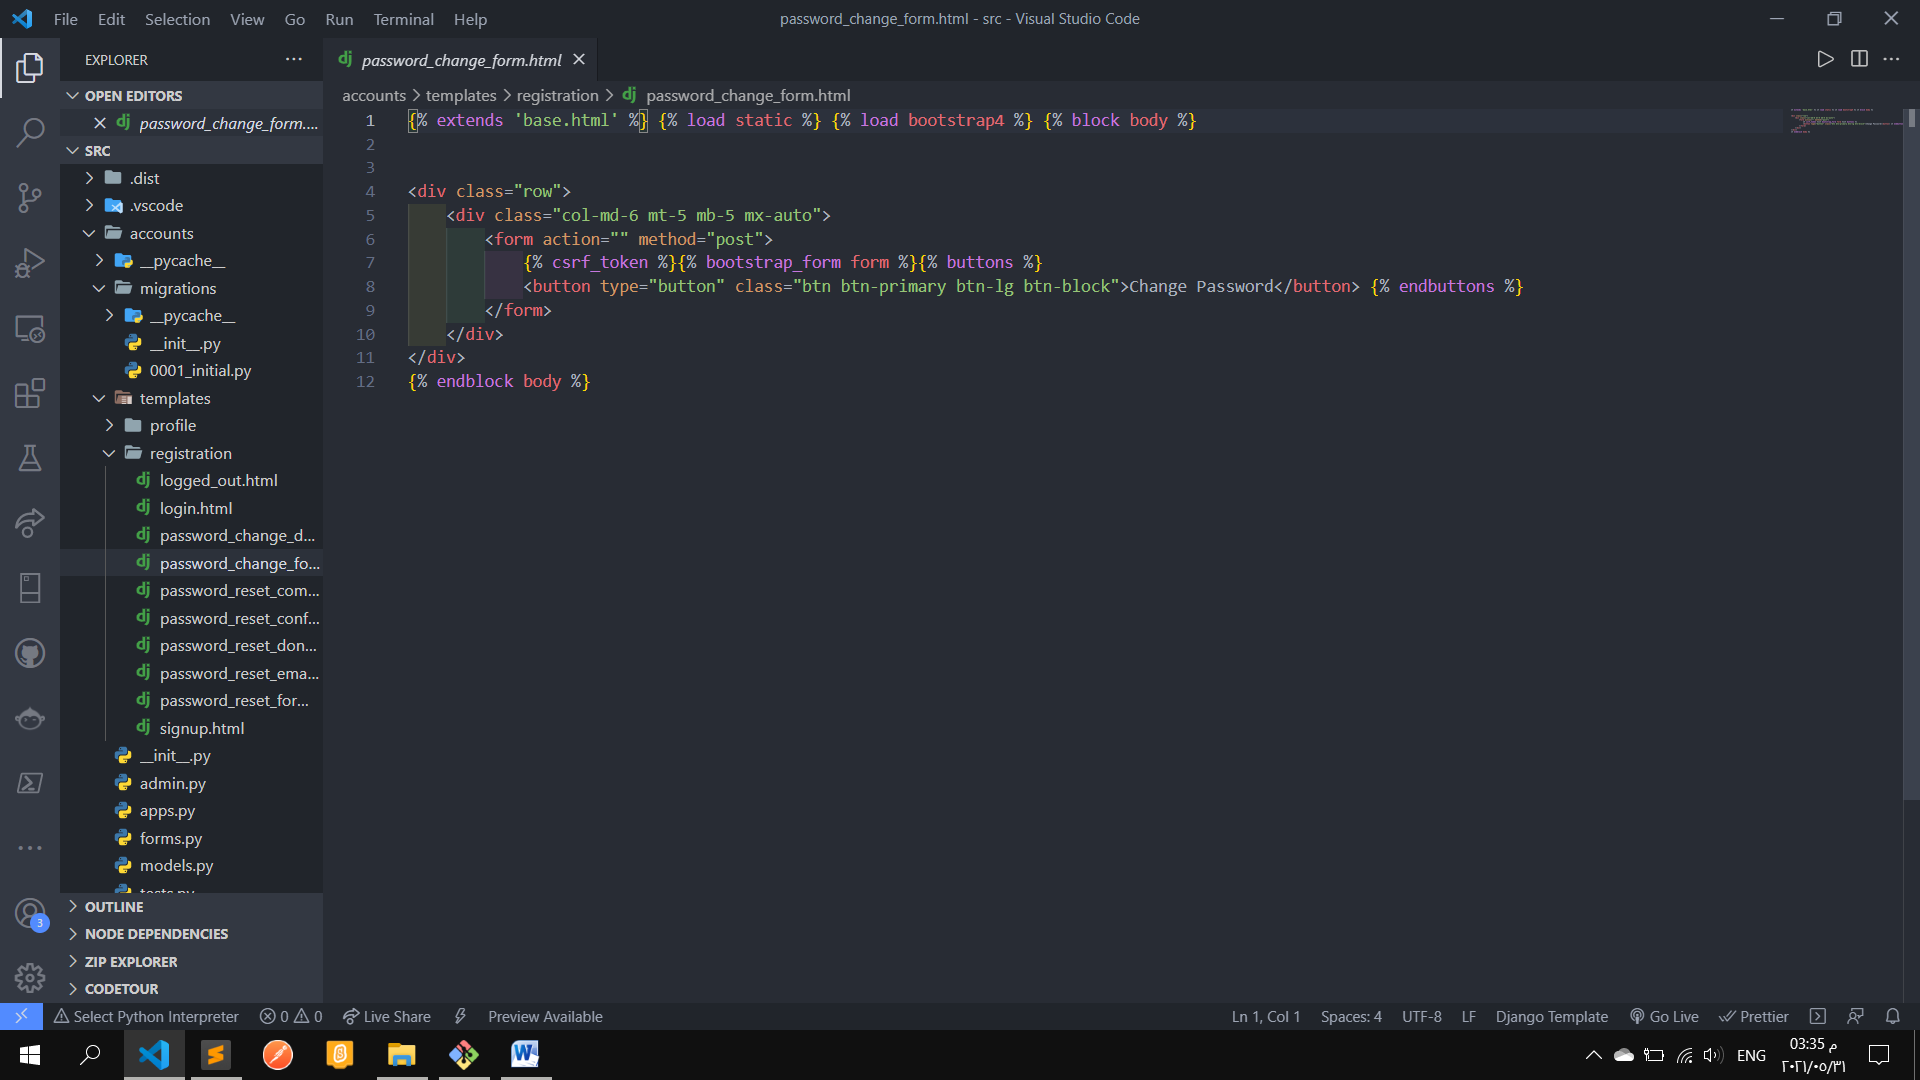 File Edit Selection View Go Run Terminal Help
password_change_form.html - src - Visual Studio Code
EXPLORER
OPEN EDITORS
password_change_form....
SRC
.dist
.vscode
accounts
__pycache__
migrations
__pycache__
__init__.py
0001_initial.py
templates
profile
registration
logged_out.html
login.html
password_change_d...
password_change_fo...
password_reset_com...
password_reset_conf...
password_reset_don...
password_reset_ema...
password_reset_for...
signup.html
__init__.py
admin.py
apps.py
forms.py
models.py
tests.py
OUTLINE
NODE DEPENDENCIES
ZIP EXPLORER
CODETOUR
3
password_change_form.html
accounts > templates > registration > password_change_form.html
1 {% extends 'base.html' %} {% load static %} {% load bootstrap4 %} {% block body %}
2
3
4 <div class="row">
5 <div class="col-md-6 mt-5 mb-5 mx-auto">
6 <form action="" method="post">
7 {% csrf_token %}{% bootstrap_form form %}{% buttons %}
8 <button type="button" class="btn btn-primary btn-lg btn-block">Change Password</button> {% endbuttons %}
9 </form>
10 </div>
11 </div>
12 {% endblock body %}
Select Python Interpreter 0 0 Live Share Preview Available
Ln 1, Col 1 Spaces: 4 UTF-8 LF Django Template Go Live Prettier
ENG
03:35 م
٢٠٢١/٠٥/٣١